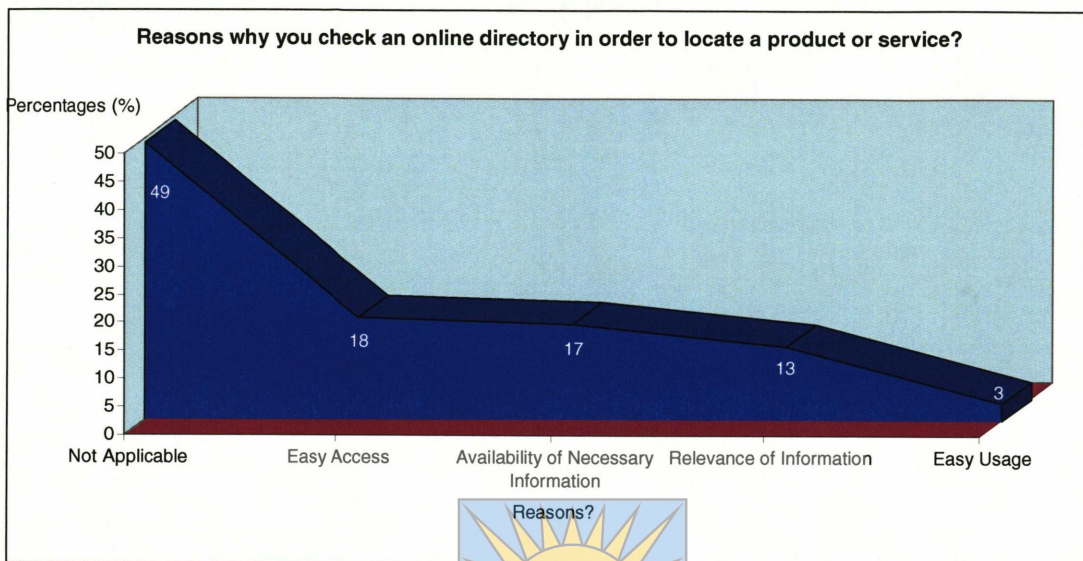 Reasons why you check an online directory in order to locate a product or service?
Percentages (%)
50
45
40
35
30
25
20
15
10
5
0
49
18
17
13
3
Not Applicable
Easy Access
Availability of Necessary
Information
Relevance of Information
Easy Usage
Reasons?